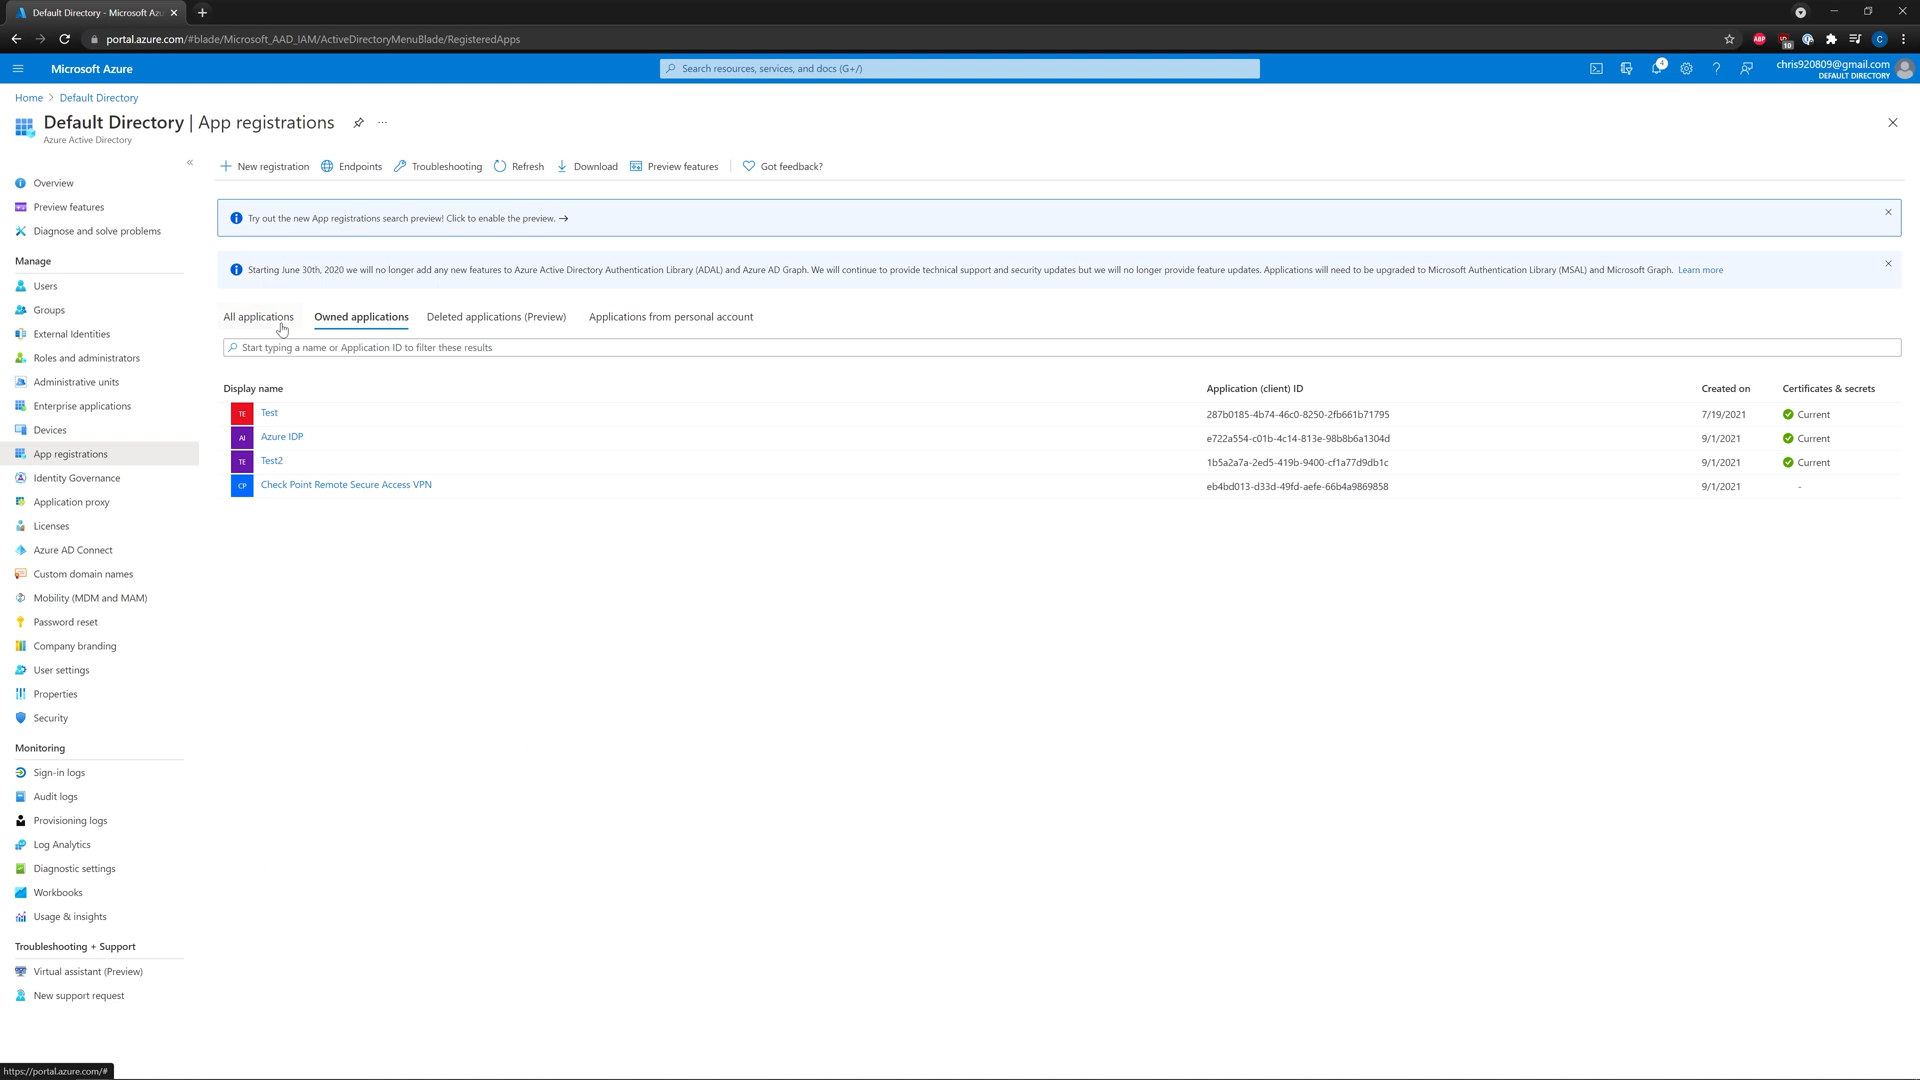 Default Directory - Microsoft Azu
portal.azure.com/#blade/Microsoft_AAD_IAM/ActiveDirectoryMenuBlade/RegisteredApps
ABP
10
C
Microsoft Azure
Search resources, services, and docs (G+/)
4
chris920809@gmail.com
DEFAULT DIRECTORY
Home > Default Directory
Default Directory | App registrations
Azure Active Directory
New registration
Endpoints
Troubleshooting
Refresh
Download
Preview features
Got feedback?
Overview
Preview features
Diagnose and solve problems
Manage
Users
Groups
External Identities
Roles and administrators
Administrative units
Enterprise applications
Devices
App registrations
Identity Governance
Application proxy
Licenses
Azure AD Connect
Custom domain names
Mobility (MDM and MAM)
Password reset
Company branding
User settings
Properties
Security
Monitoring
Sign-in logs
Audit logs
Provisioning logs
Log Analytics
Diagnostic settings
Workbooks
Usage & insights
Troubleshooting + Support
Virtual assistant (Preview)
New support request
Try out the new App registrations search preview! Click to enable the preview. →
Starting June 30th, 2020 we will no longer add any new features to Azure Active Directory Authentication Library (ADAL) and Azure AD Graph. We will continue to provide technical support and security updates but we will no longer provide feature updates. Applications will need to be upgraded to Microsoft Authentication Library (MSAL) and Microsoft Graph. Learn more
All applications
Owned applications
Deleted applications (Preview)
Applications from personal account
Start typing a name or Application ID to filter these results
Display name Application (client) ID Created on Certificates & secrets
TE Test 287b0185-4b74-46c0-8250-2fb661b71795 7/19/2021 Current
AI Azure IDP e722a554-c01b-4c14-813e-98b8b6a1304d 9/1/2021 Current
TE Test2 1b5a2a7a-2ed5-419b-9400-cf1a77d9db1c 9/1/2021 Current
CP Check Point Remote Secure Access VPN eb4bd013-d33d-49fd-aefe-66b4a9869858 9/1/2021 -
https://portal.azure.com/#